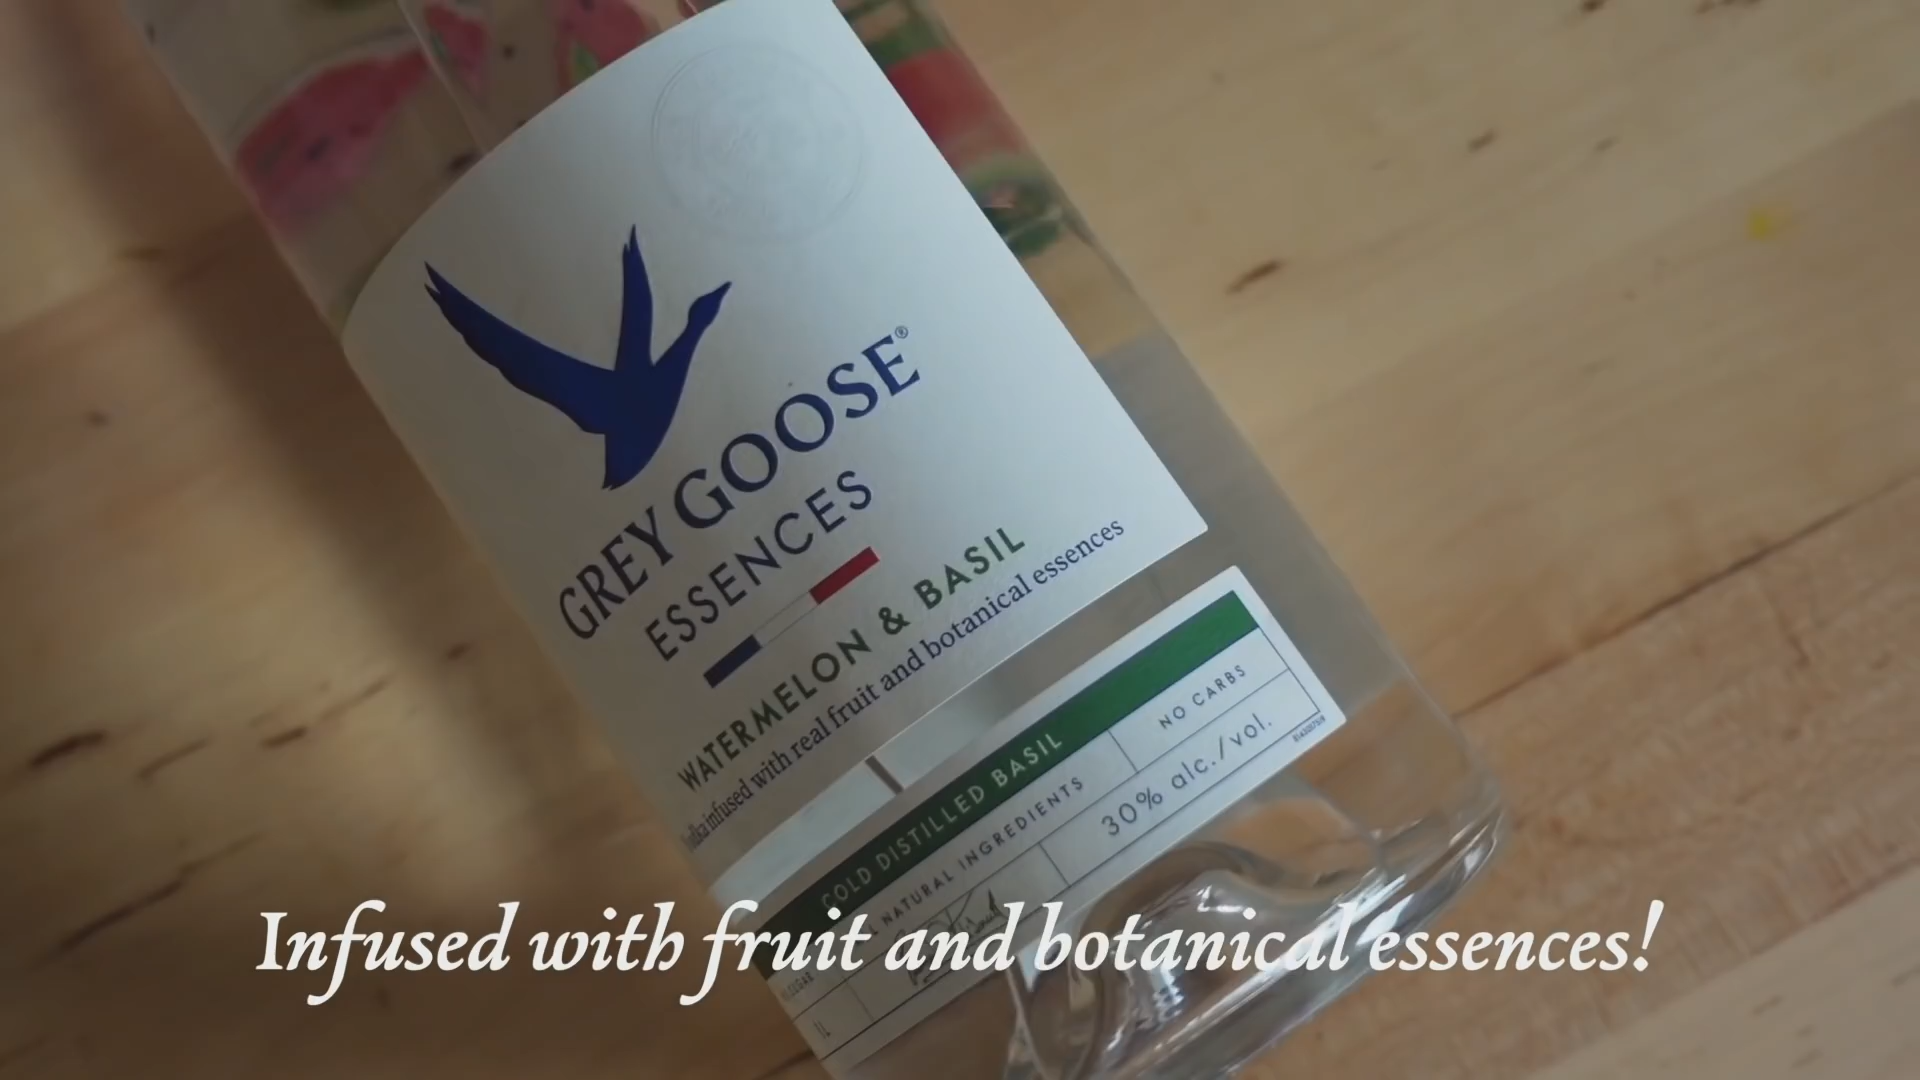 GREY GOOSE®
ESSENCES
WATERMELON & BASIL
infused with real fruit and botanical essences
COLD DISTILLED BASIL
NATURAL INGREDIENTS
NO CARBS
30% alc./vol.
1L
Infused with fruit and botanical essences!